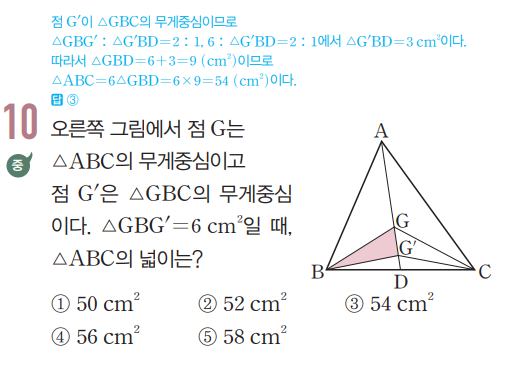 점 G′이 △GBC의 무게중심이므로
△GBG′ : △G′BD=2 : 1, 6 : △G′BD=2 : 1에서 △G′BD=3 cm²이다.
따라서 △GBD=6+3=9 (cm²)이므로
△ABC=6△GBD=6×9=54 (cm²)이다.
답 ③
10
중
오른쪽 그림에서 점 G는
△ABC의 무게중심이고
점 G′은 △GBC의 무게중심
이다. △GBG′=6 cm²일 때,
△ABC의 넓이는?
A
G
G′
B
D
C
① 50 cm² ② 52 cm² ③ 54 cm²
④ 56 cm² ⑤ 58 cm²